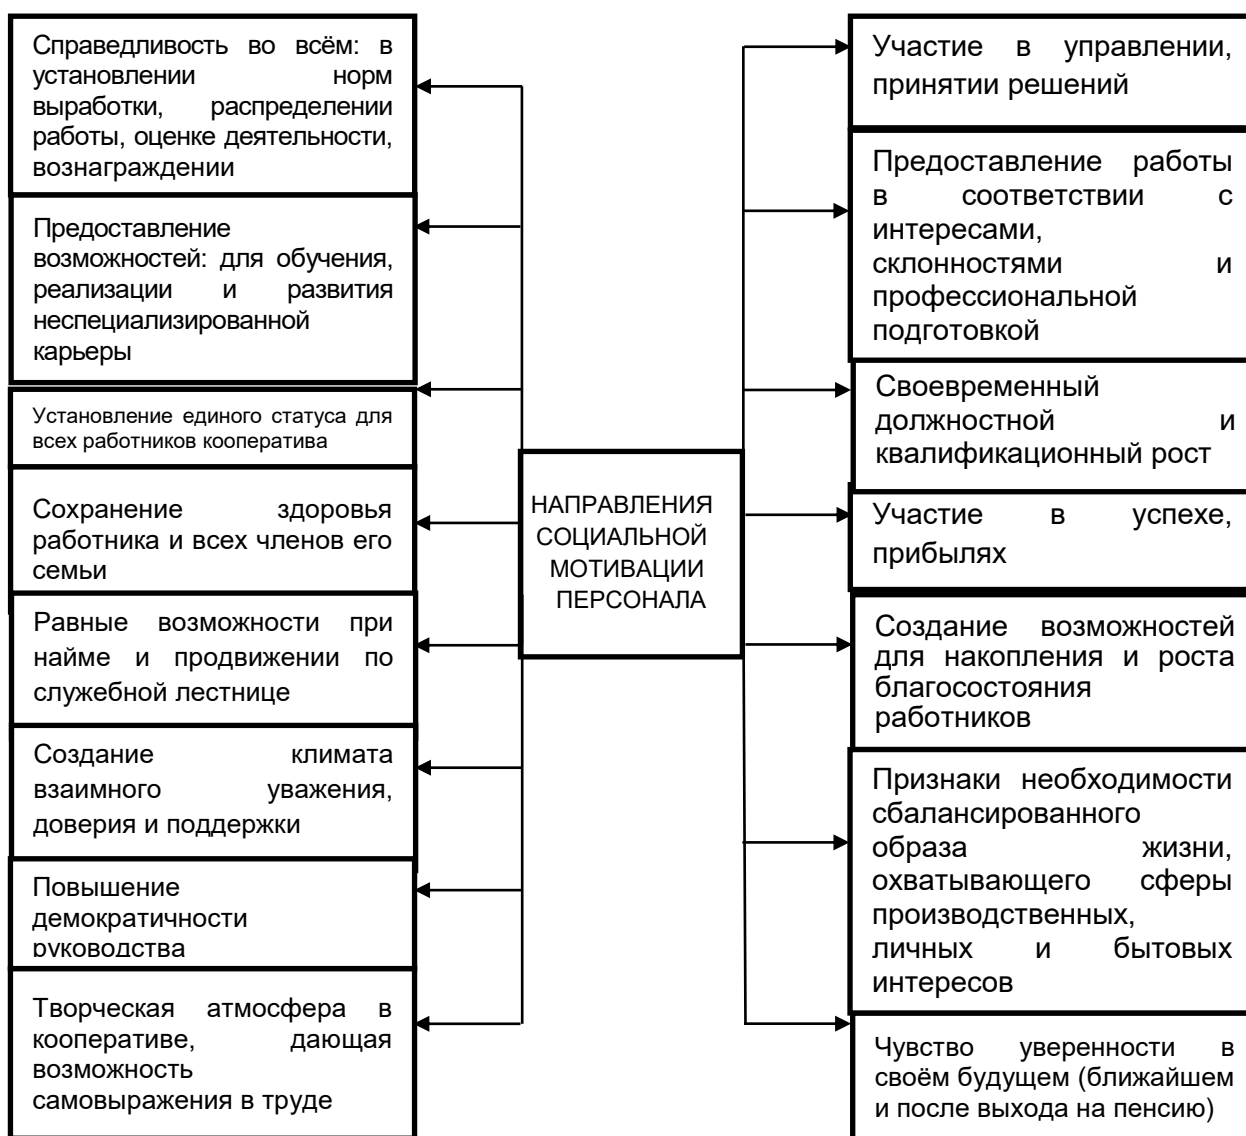 Справедливость во всём: в
установлении норм
выработки, распределении
работы, оценке деятельности,
вознаграждении
Предоставление
возможностей: для обучения,
реализации и развития
неспециализированной
карьеры
Установление единого статуса для
всех работников кооператива
Сохранение здоровья
работника и всех членов его
семьи
Равные возможности при
найме и продвижении по
служебной лестнице
Создание климата
взаимного уважения,
доверия и поддержки
Повышение
демократичности
руководства
Творческая атмосфера в
кооперативе, дающая
возможность
самовыражения в труде
НАПРАВЛЕНИЯ
СОЦИАЛЬНОЙ
МОТИВАЦИИ
ПЕРСОНАЛА
Участие в управлении,
принятии решений
Предоставление работы
в соответствии с
интересами,
склонностями и
профессиональной
подготовкой
Своевременный
должностной и
квалификационный рост
Участие в успехе,
прибылях
Создание возможностей
для накопления и роста
благосостояния
работников
Признаки необходимости
сбалансированного
образа жизни,
охватывающего сферы
производственных,
личных и бытовых
интересов
Чувство уверенности в
своём будущем (ближайшем
и после выхода на пенсию)